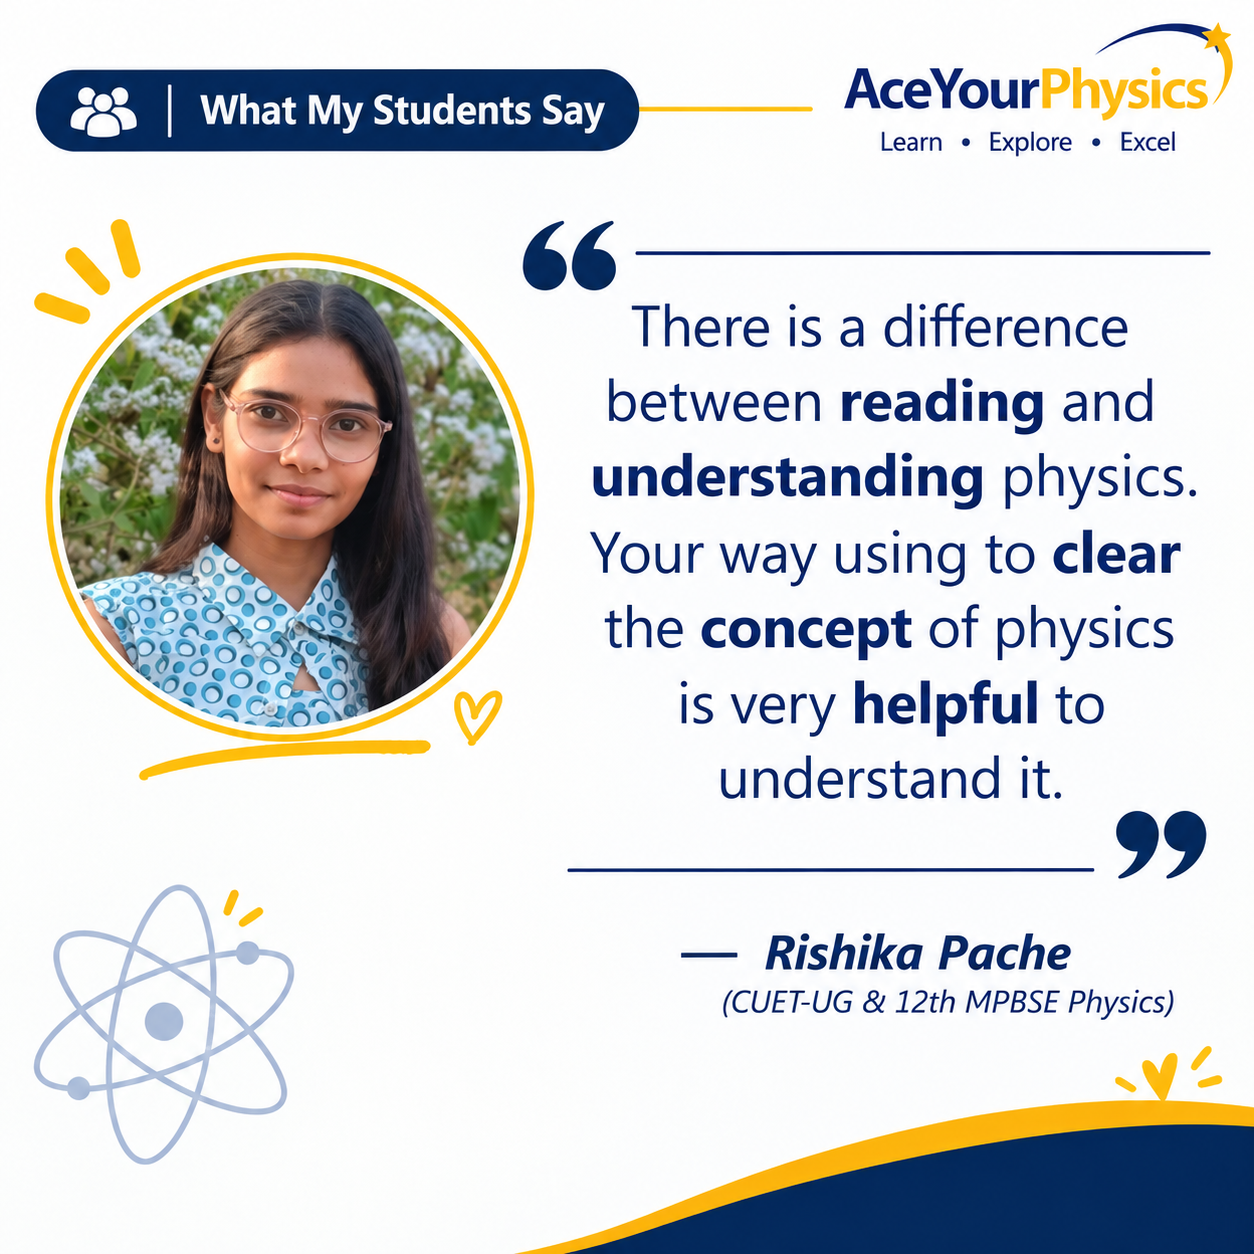 What My Students Say
AceYourPhysics
Learn • Explore • Excel
“
There is a difference
between reading and
understanding physics.
Your way using to clear
the concept of physics
is very helpful to
understand it.
”
— Rishika Pache
(CUET-UG & 12th MPBSE Physics)